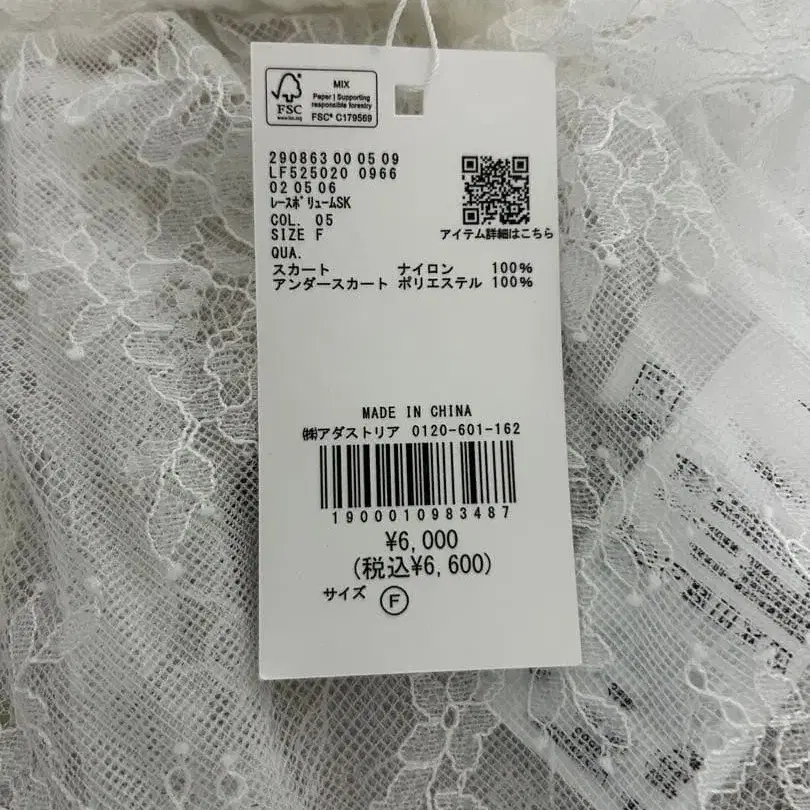 MIX
Paper | Supporting
responsible forestry
FSC
www.fsc.org
FSC® C179569
290863 00 05 09
LF525020 0966
02 05 06
ﾚｰｽﾎﾞﾘｭｰﾑSK
COL. 05
SIZE F
アイテム詳細はこちら
QUA.
スカート ナイロン 100%
アンダースカート ポリエステル 100%
MADE IN CHINA
㈱アダストリア 0120-601-162
1900010983487
¥6,000
(税込¥6,600)
サイズ F